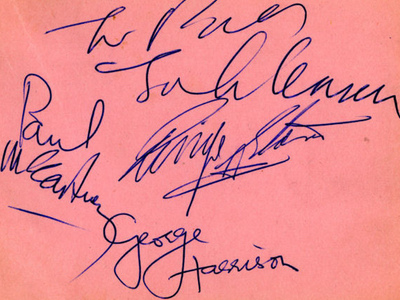 To
John Lennon
Paul
McCartney
Ringo Starr
George
Harrison